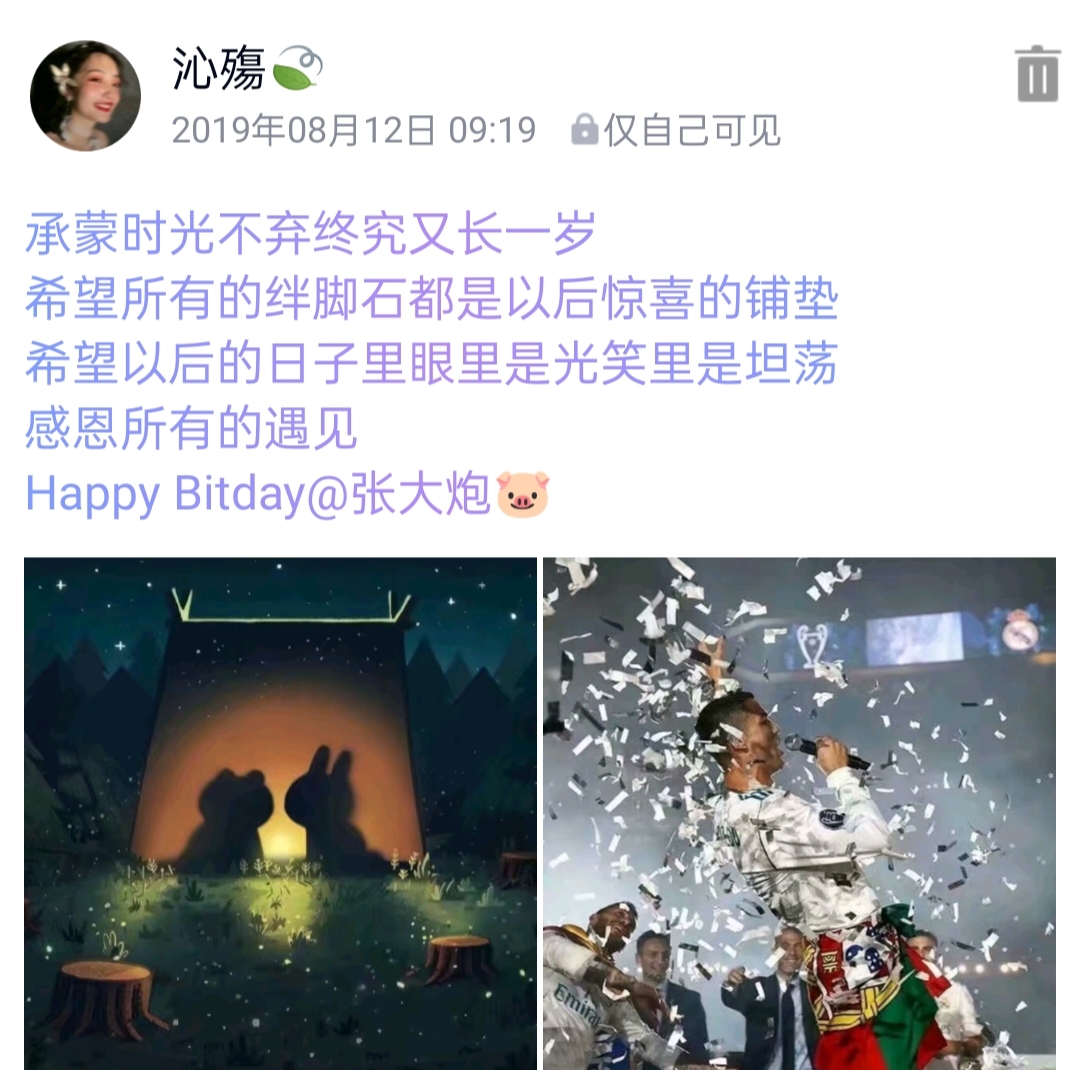 沁殤
2019年08月12日 09:19 仅自己可见
承蒙时光不弃终究又长一岁
希望所有的绊脚石都是以后惊喜的铺垫
希望以后的日子里眼里是光笑里是坦荡
感恩所有的遇见
Happy Bitday@张大炮🐷
Emirates